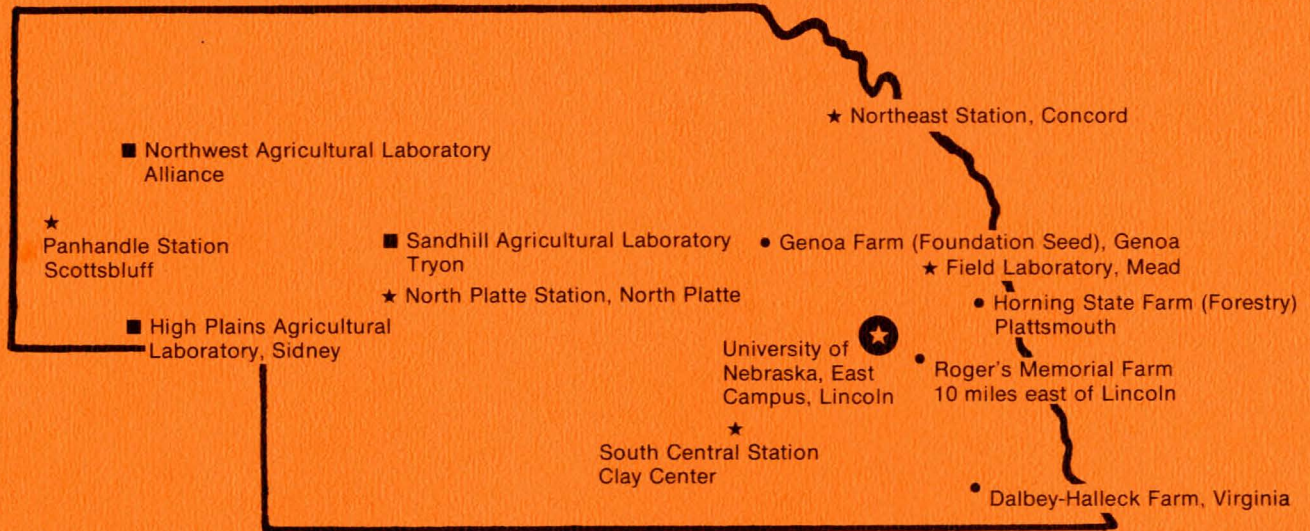 ★ Northeast Station, Concord
■ Northwest Agricultural Laboratory
Alliance
★
Panhandle Station
Scottsbluff
■ Sandhill Agricultural Laboratory
Tryon
● Genoa Farm (Foundation Seed), Genoa
★ Field Laboratory, Mead
★ North Platte Station, North Platte
● Horning State Farm (Forestry)
Plattsmouth
■ High Plains Agricultural
Laboratory, Sidney
University of
Nebraska, East
Campus, Lincoln
● Roger's Memorial Farm
10 miles east of Lincoln
★
South Central Station
Clay Center
● Dalbey-Halleck Farm, Virginia